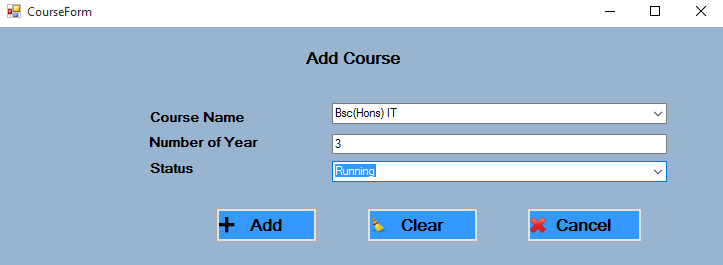 CourseForm
Add Course
Course Name Bsc(Hons) IT
Number of Year 3
Status Running
Add Clear Cancel